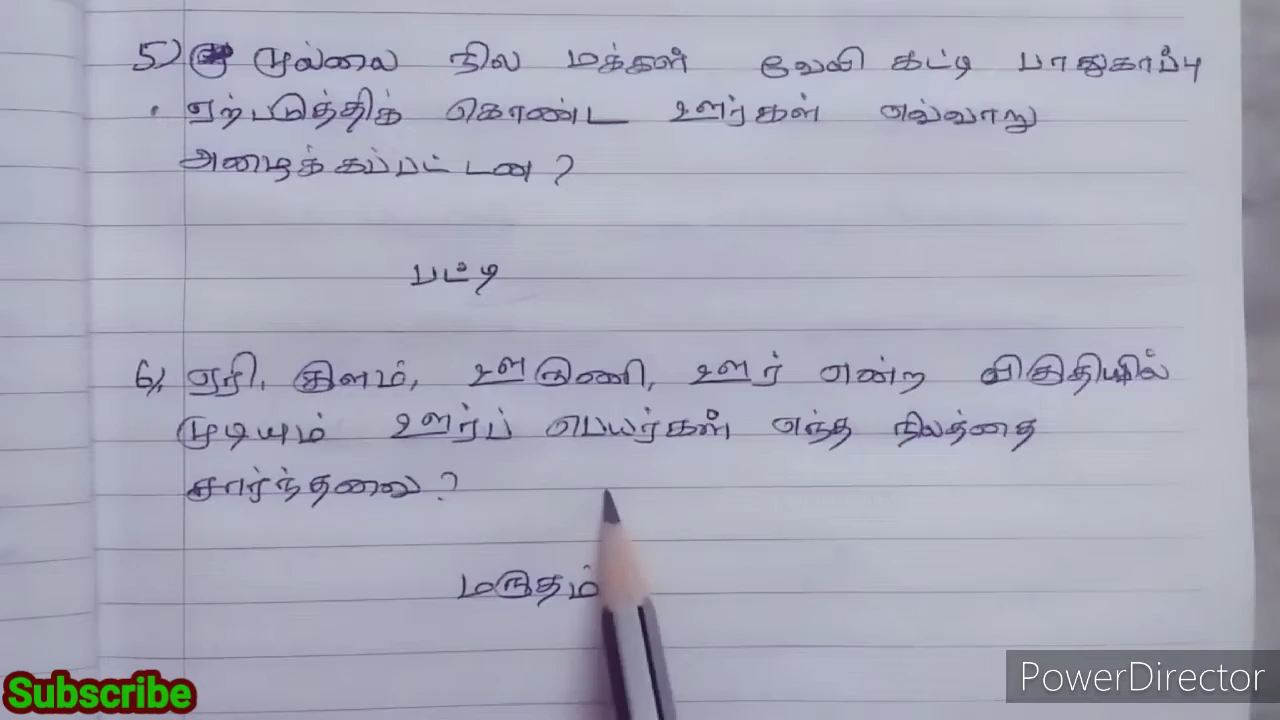 5) முல்லை நில மக்கள் வேலி கட்டி பாதுகாப்பு
ஏற்படுத்திக் கொண்ட ஊர்கள் எவ்வாறு
அழைக்கப்பட்டன ?
பட்டி
6) ஏரி, குளம், ஊருணி, ஊர் என்ற விகுதியில்
முடியும் ஊர்ப் பெயர்கள் எந்த நிலத்தை
சார்ந்தவை ?
மருதம்
Subscribe
PowerDirector